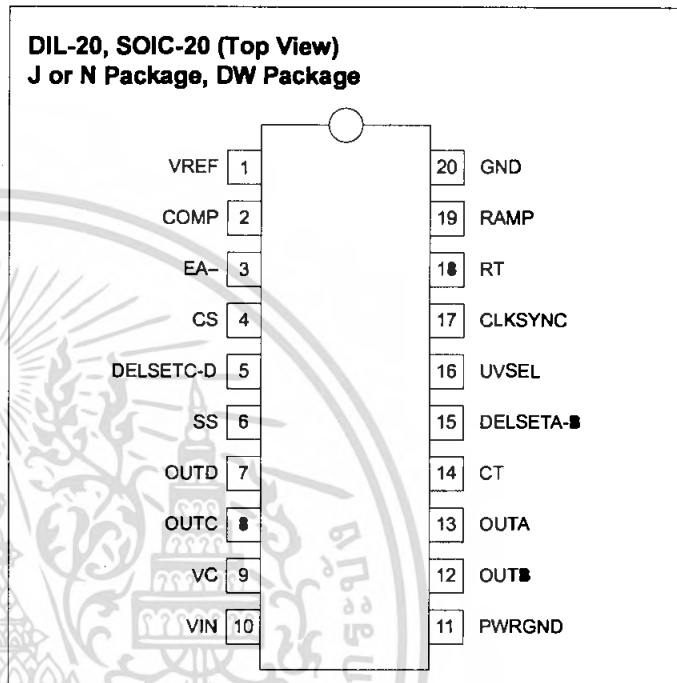 DIL-20, SOIC-20 (Top View)
J or N Package, DW Package
VREF 1 20 GND
COMP 2 19 RAMP
EA– 3 18 RT
CS 4 17 CLKSYNC
DELSETC-D 5 16 UVSEL
SS 6 15 DELSETA-B
OUTD 7 14 CT
OUTC 8 13 OUTA
VC 9 12 OUTB
VIN 10 11 PWRGND